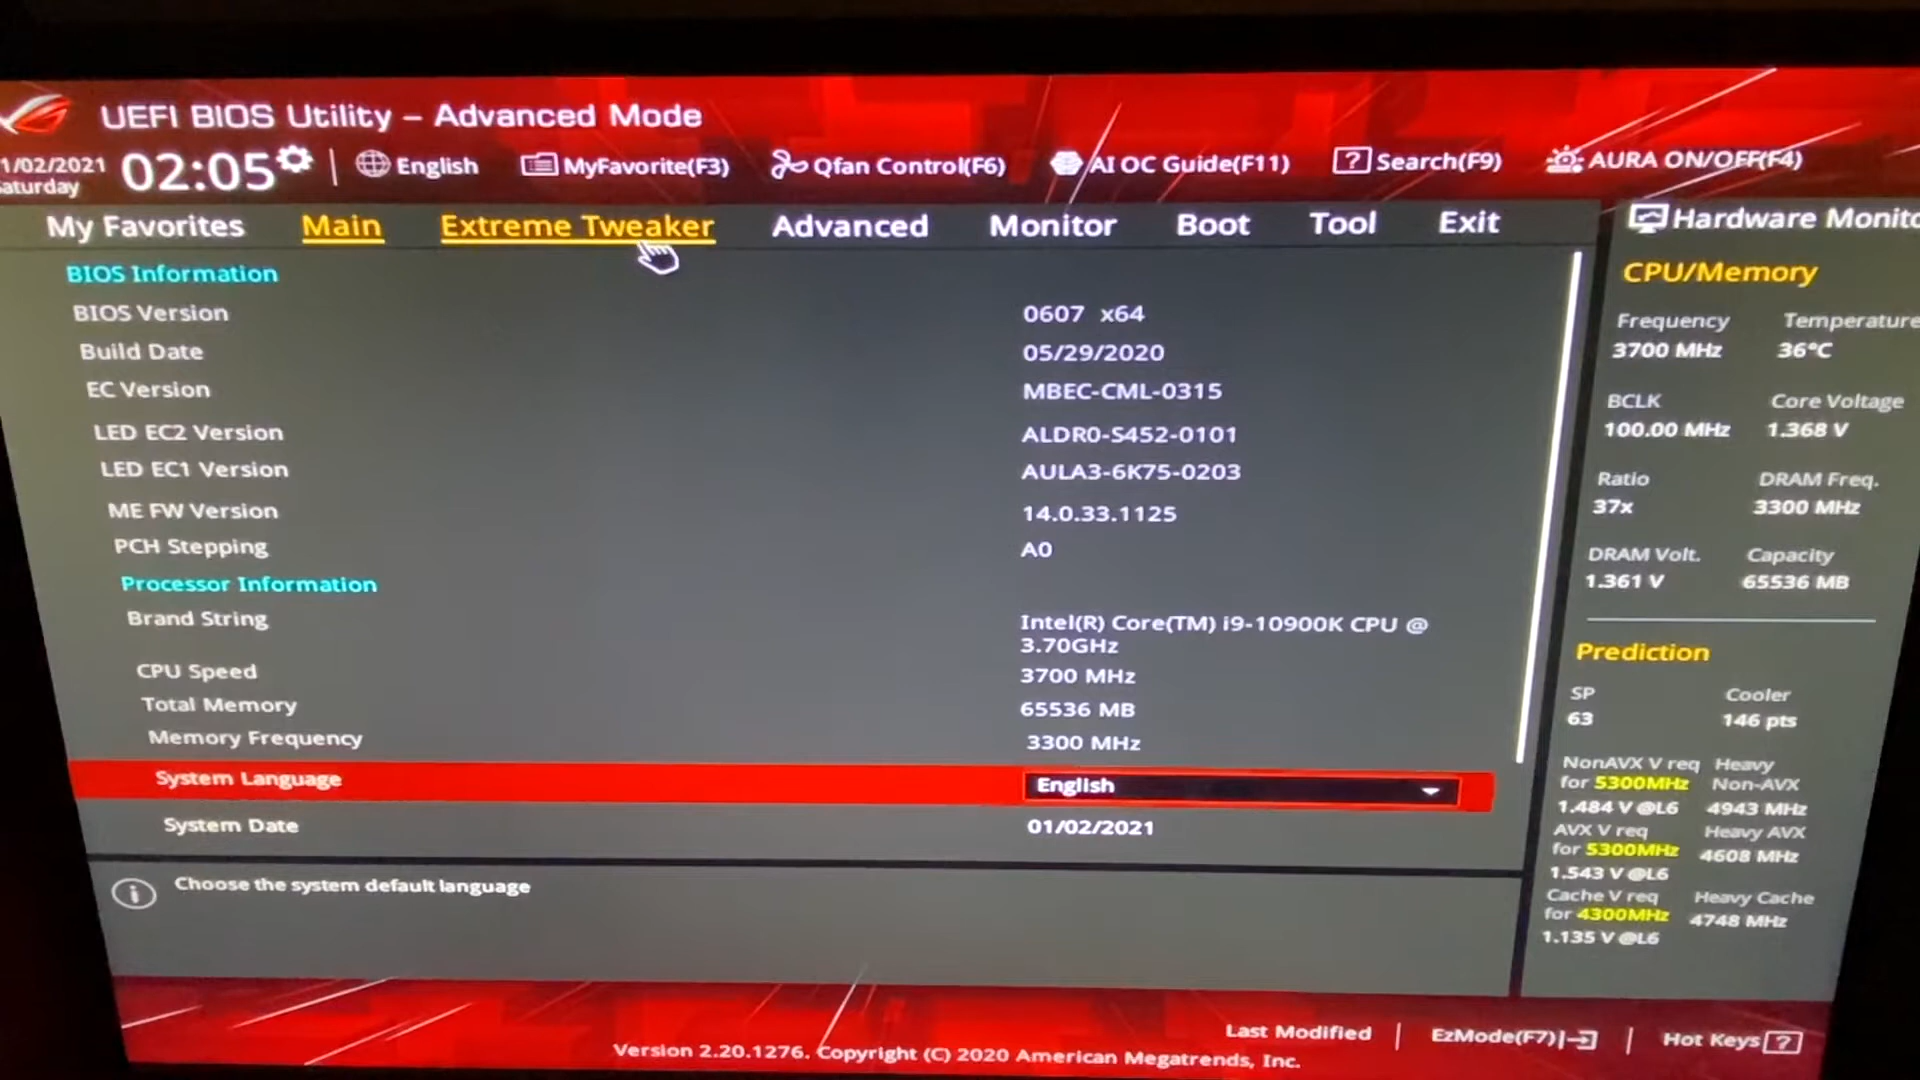 UEFI BIOS Utility – Advanced Mode
1/02/2021
aturday
02:05
English
MyFavorite(F3)
Qfan Control(F6)
AI OC Guide(F11)
Search(F9)
AURA ON/OFF(F4)
My Favorites
Main
Extreme Tweaker
Advanced
Monitor
Boot
Tool
Exit
BIOS Information
BIOS Version 0607 x64
Build Date 05/29/2020
EC Version MBEC-CML-0315
LED EC2 Version ALDR0-S452-0101
LED EC1 Version AULA3-6K75-0203
ME FW Version 14.0.33.1125
PCH Stepping A0
Processor Information
Brand String Intel(R) Core(TM) i9-10900K CPU @
3.70GHz
CPU Speed 3700 MHz
Total Memory 65536 MB
Memory Frequency 3300 MHz
System Language English
System Date 01/02/2021
Choose the system default language
Hardware Monito
CPU/Memory
Frequency Temperature
3700 MHz 36°C
BCLK Core Voltage
100.00 MHz 1.368 V
Ratio DRAM Freq.
37x 3300 MHz
DRAM Volt. Capacity
1.361 V 65536 MB
Prediction
SP Cooler
63 146 pts
NonAVX V req Heavy
for 5300MHz Non-AVX
1.484 V @L6 4943 MHz
AVX V req Heavy AVX
for 5300MHz 4608 MHz
1.543 V @L6
Cache V req Heavy Cache
for 4300MHz 4748 MHz
1.135 V @L6
Last Modified
EzMode(F7)
Hot Keys ?
Version 2.20.1276. Copyright (C) 2020 American Megatrends, Inc.